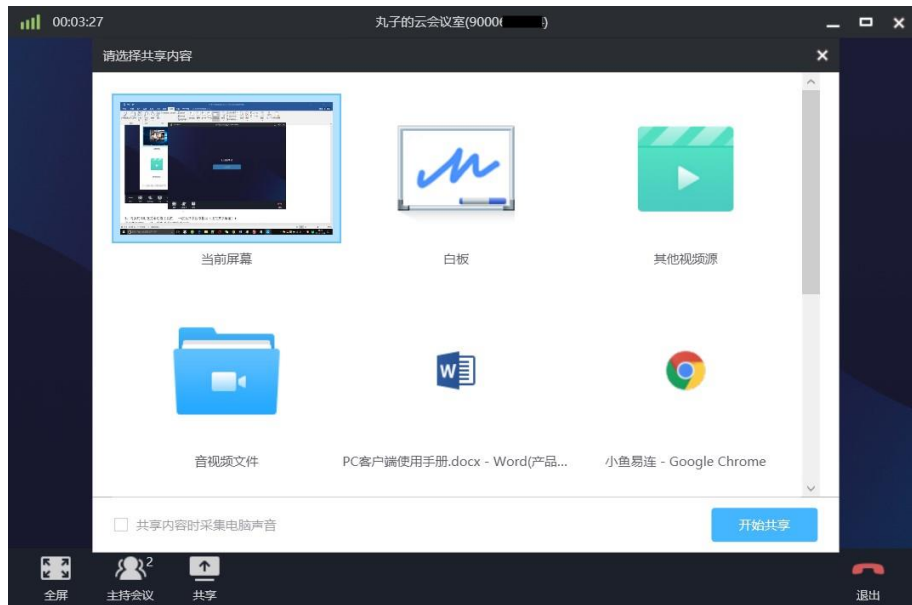 00:03:27 丸子的云会议室(9000
请选择共享内容
当前屏幕 白板 其他视频源
W
音视频文件 PC客户端使用手册.docx - Word(产品... 小鱼易连 - Google Chrome
共享内容时采集电脑声音 开始共享
2
全屏 主持会议 共享 退出